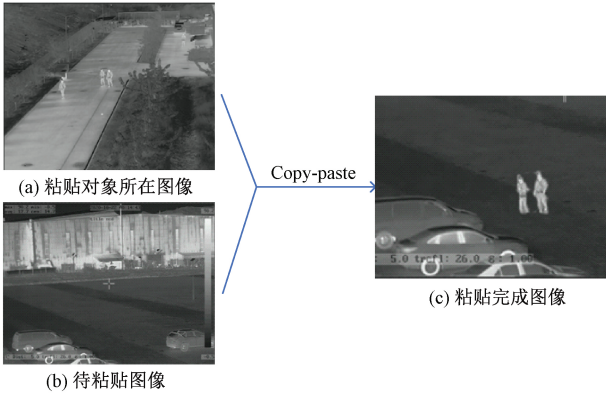 (a) 粘贴对象所在图像
Copy-paste
5.0 trefl: 26.0 g : 1.00
(c) 粘贴完成图像
(b) 待粘贴图像